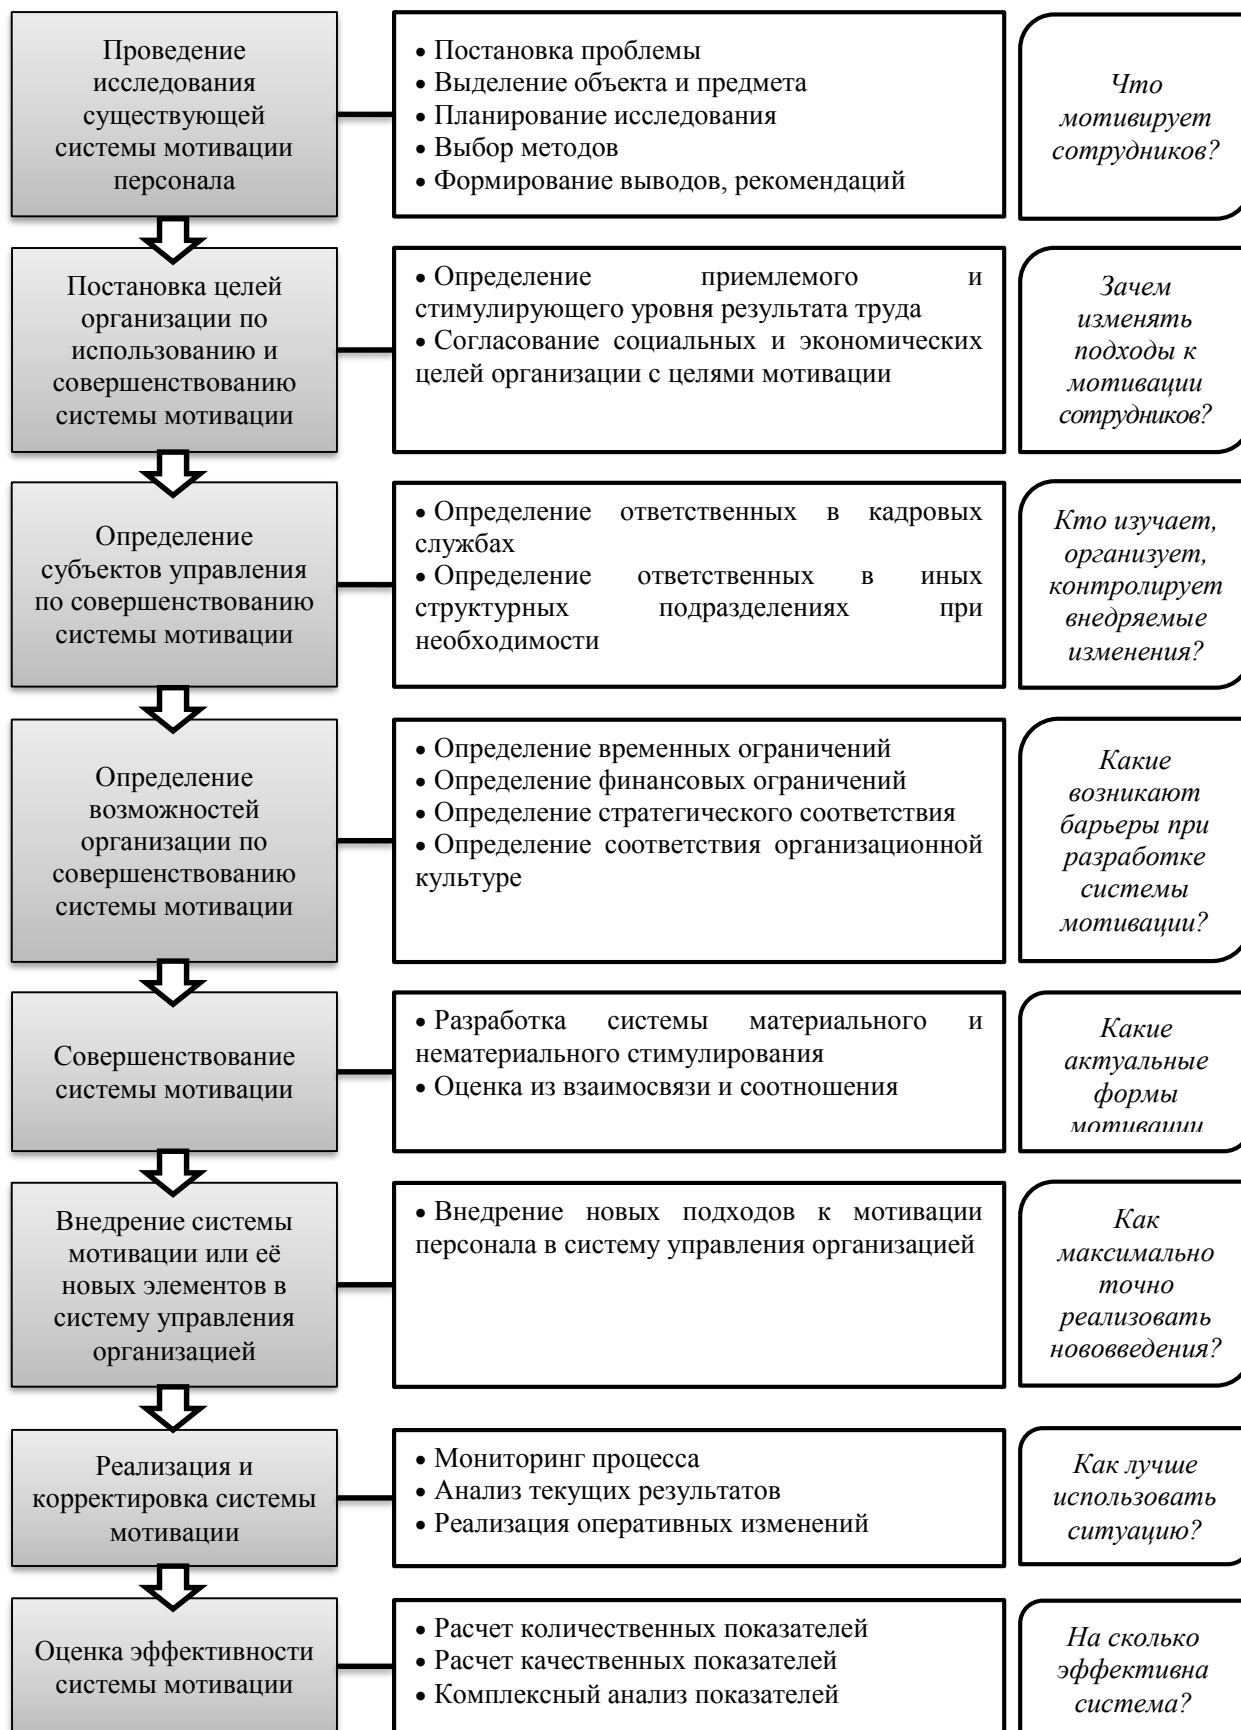 Проведение
исследования
существующей
системы мотивации
персонала
• Постановка проблемы
• Выделение объекта и предмета
• Планирование исследования
• Выбор методов
• Формирование выводов, рекомендаций
Что
мотивирует
сотрудников?
Постановка целей
организации по
использованию и
совершенствованию
системы мотивации
• Определение приемлемого и
стимулирующего уровня результата труда
• Согласование социальных и экономических
целей организации с целями мотивации
Зачем
изменять
подходы к
мотивации
сотрудников?
Определение
субъектов управления
по совершенствованию
системы мотивации
• Определение ответственных в кадровых
службах
• Определение ответственных в иных
структурных подразделениях при
необходимости
Кто изучает,
организует,
контролирует
внедряемые
изменения?
Определение
возможностей
организации по
совершенствованию
системы мотивации
• Определение временных ограничений
• Определение финансовых ограничений
• Определение стратегического соответствия
• Определение соответствия организационной
культуре
Какие
возникают
барьеры при
разработке
системы
мотивации?
Совершенствование
системы мотивации
• Разработка системы материального и
нематериального стимулирования
• Оценка из взаимосвязи и соотношения
Какие
актуальные
формы
мотивации
Внедрение системы
мотивации или её
новых элементов в
систему управления
организацией
• Внедрение новых подходов к мотивации
персонала в систему управления организацией
Как
максимально
точно
реализовать
нововведения?
Реализация и
корректировка системы
мотивации
• Мониторинг процесса
• Анализ текущих результатов
• Реализация оперативных изменений
Как лучше
использовать
ситуацию?
Оценка эффективности
системы мотивации
• Расчет количественных показателей
• Расчет качественных показателей
• Комплексный анализ показателей
На сколько
эффективна
система?